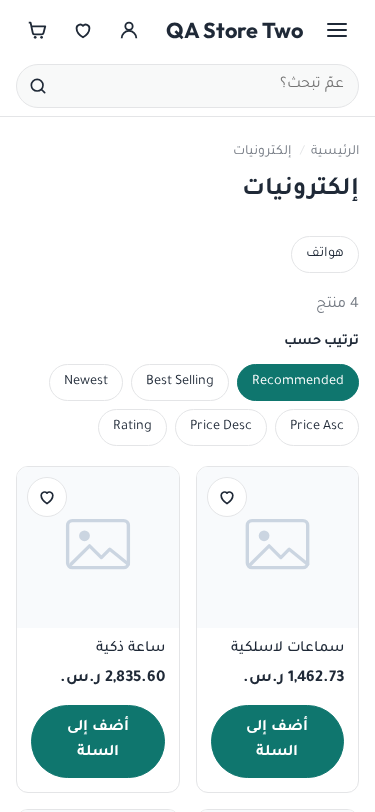 QA Store Two
عمّ تبحث؟
الرئيسية / إلكترونيات
إلكترونيات
هواتف
4 منتج
ترتيب حسب
Recommended Best Selling Newest
Price Asc Price Desc Rating
سماعات لاسلكية
1,462.73 ر.س.
أضف إلى
السلة
ساعة ذكية
2,835.60 ر.س.
أضف إلى
السلة